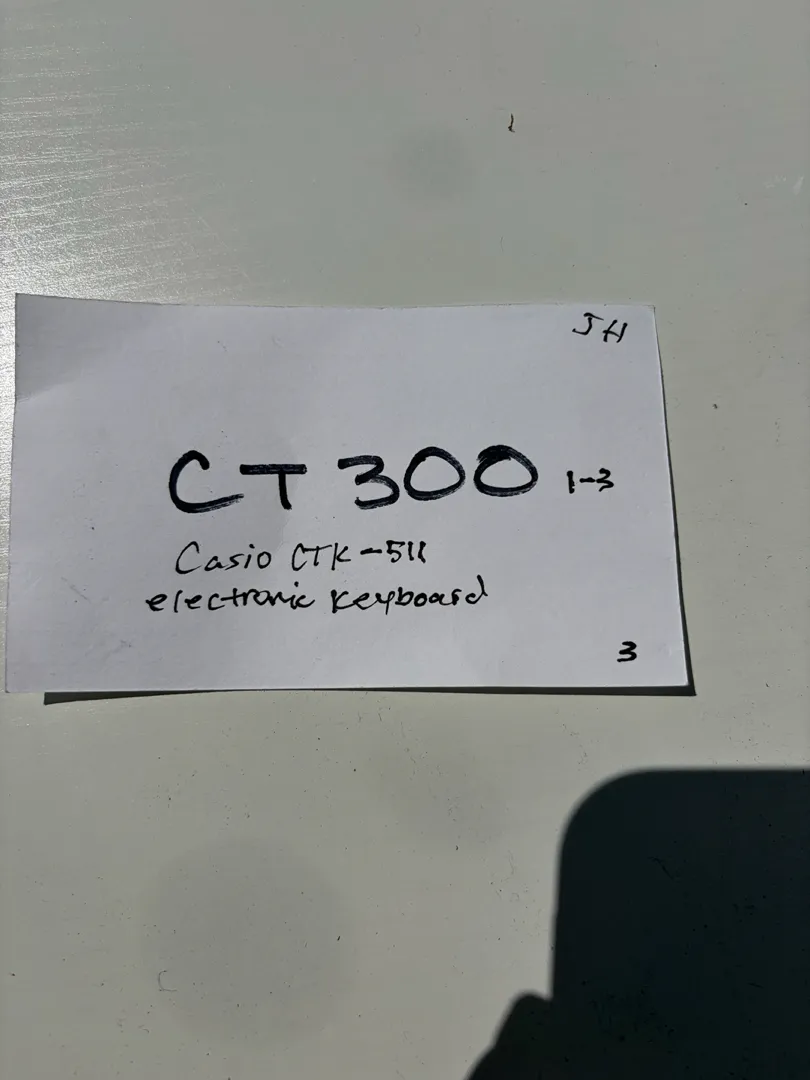 JH
CT 300 1-3
Casio CTK-511
electronic keyboard
3